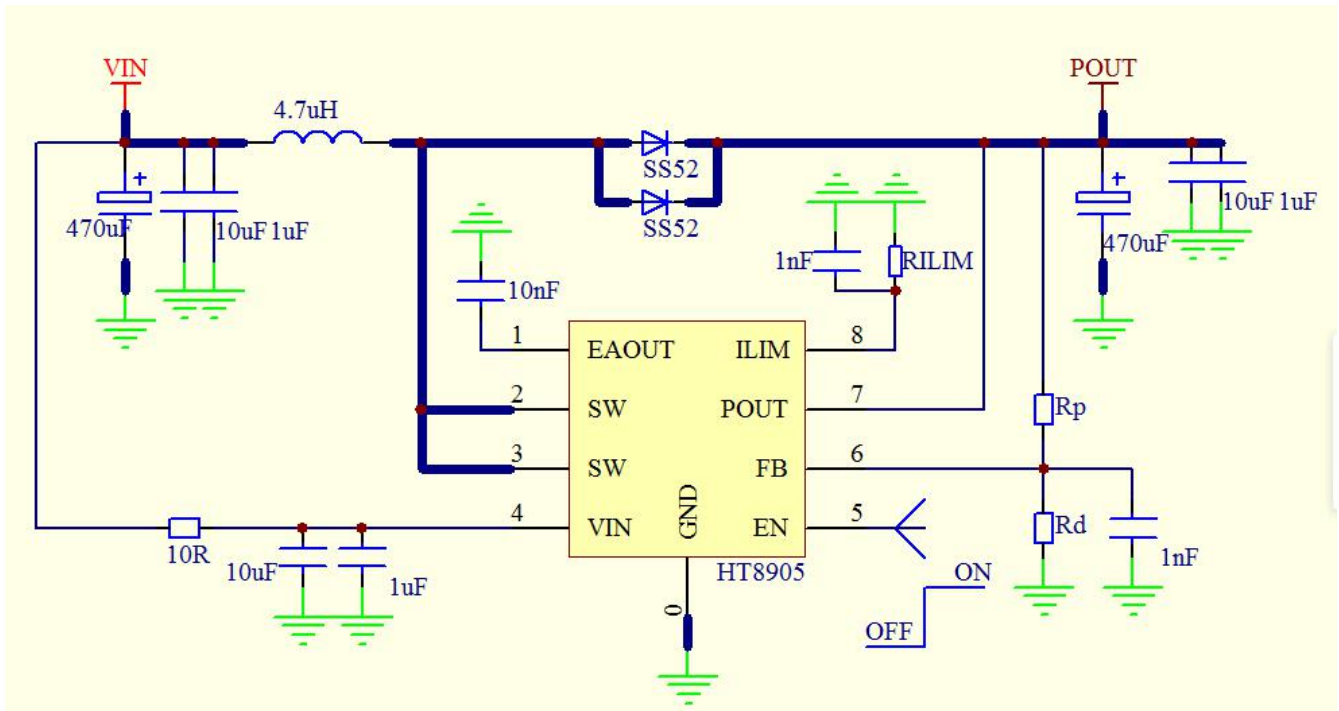 VIN
POUT
4.7uH
SS52
SS52
+
470uF
10uF 1uF
+
470uF
10uF 1uF
10nF
1nF
RILIM
1
EAOUT
ILIM
8
2
SW
POUT
7
Rp
3
SW
FB
6
4
VIN
GND
EN
5
Rd
1nF
10R
10uF
1uF
HT8905
0
ON
OFF